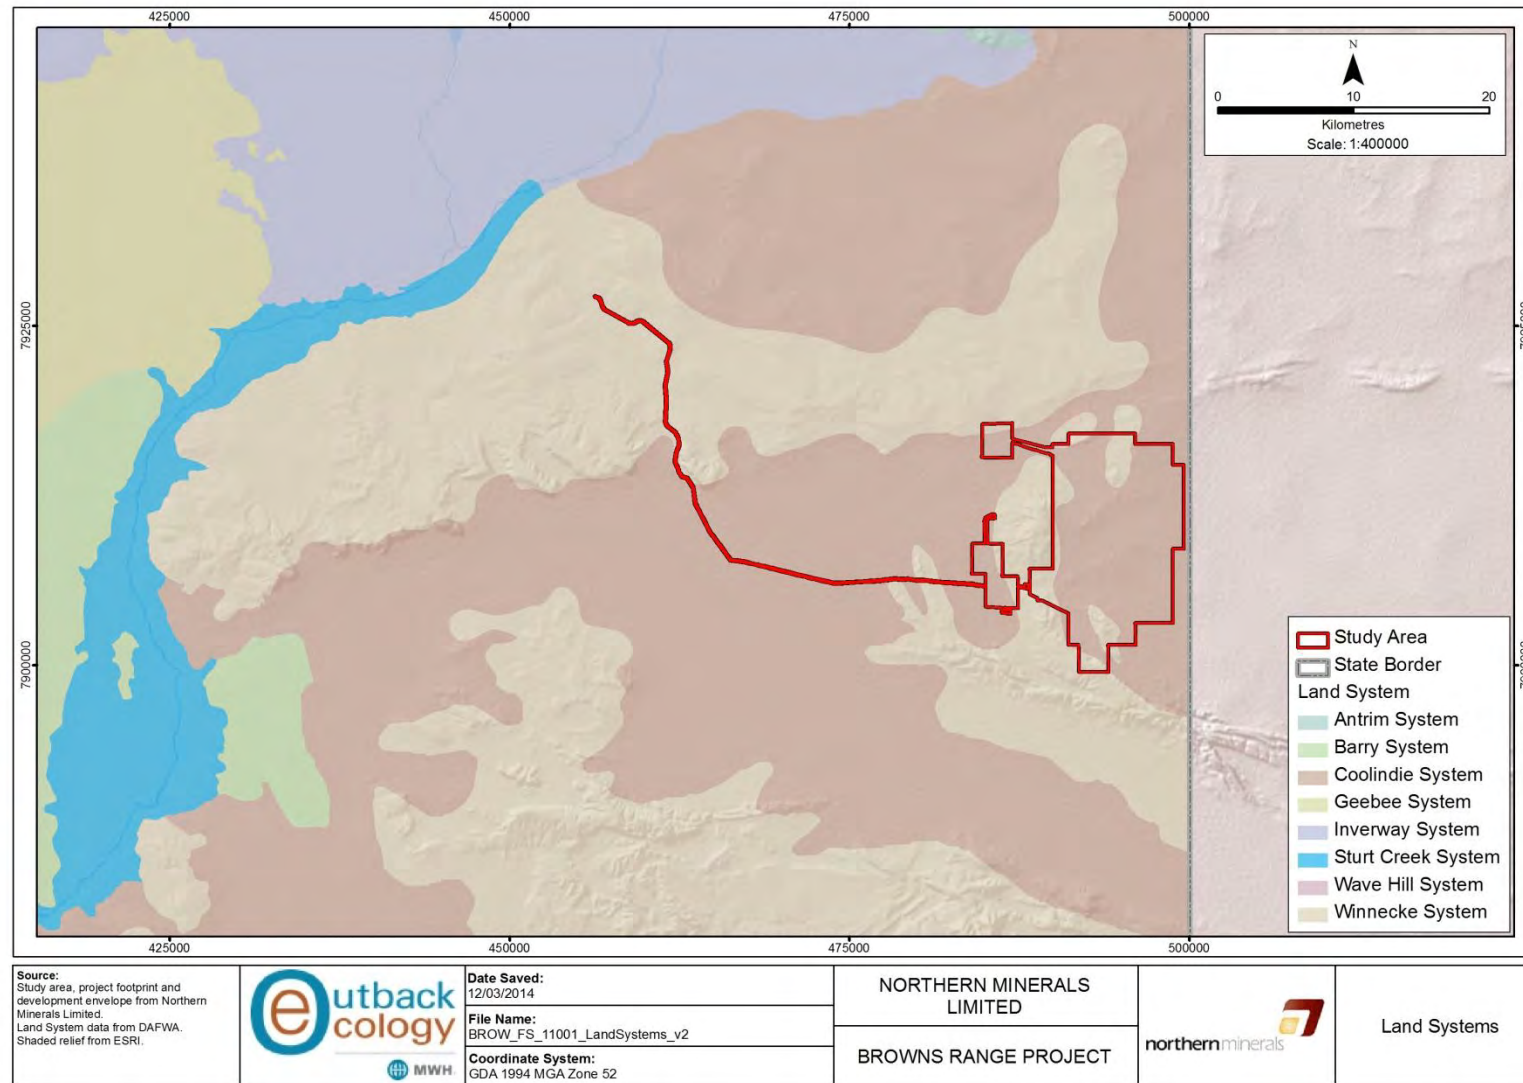 425000
450000
475000
500000
N
0
10
20
Kilometres
Scale: 1:400000
7925000
7925000
7900000
7900000
Study Area
State Border
Land System
Antrim System
Barry System
Coolindie System
Geebee System
Inverway System
Sturt Creek System
Wave Hill System
Winnecke System
425000
450000
475000
500000
Source:
Study area, project footprint and
development envelope from Northern
Minerals Limited.
Land System data from DAFWA.
Shaded relief from ESRI.
Outback
ecology
MWH
Date Saved:
12/03/2014
File Name:
BROW_FS_11001_LandSystems_v2
Coordinate System:
GDA 1994 MGA Zone 52
NORTHERN MINERALS
LIMITED
BROWNS RANGE PROJECT
northernminerals
Land Systems